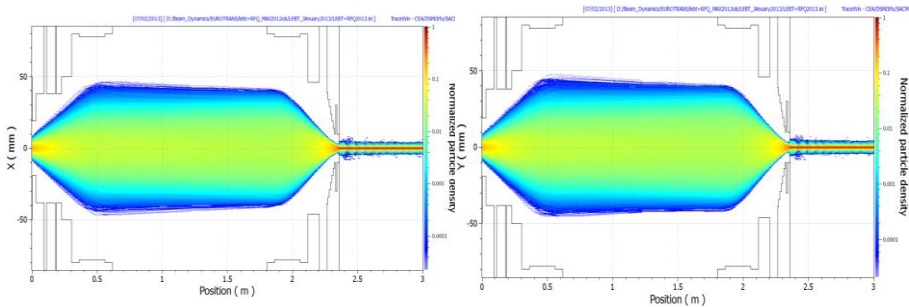 [07/02/2013] [ D:/Beam_Dynamics/EUROTRANS/lebt+RFQ_MAX2012ok/LEBT_January2013/LEBT+RFQ2013.ini ] TraceWin - CEA/DSM/Irfu/SACM
X ( mm )
50
0
-50
0 0.5 1 1.5 2 2.5 3
Position ( m )
1
0.1
0.01
0.001
0.0001
Normalized particle density
[07/02/2013] [ D:/Beam_Dynamics/EUROTRANS/lebt+RFQ_MAX2012ok/LEBT_January2013/LEBT+RFQ2013.ini ] TraceWin - CEA/DSM/Irfu/SACM
( mm )
50
0
-50
0 0.5 1 1.5 2 2.5 3
Position ( m )
1
0.1
0.01
0.001
0.0001
Normalized particle density